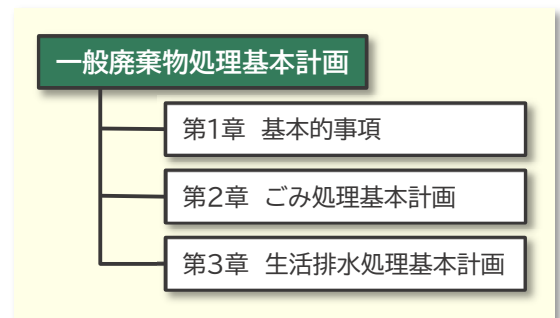 一般廃棄物処理基本計画
第1章 基本的事項
第2章 ごみ処理基本計画
第3章 生活排水処理基本計画